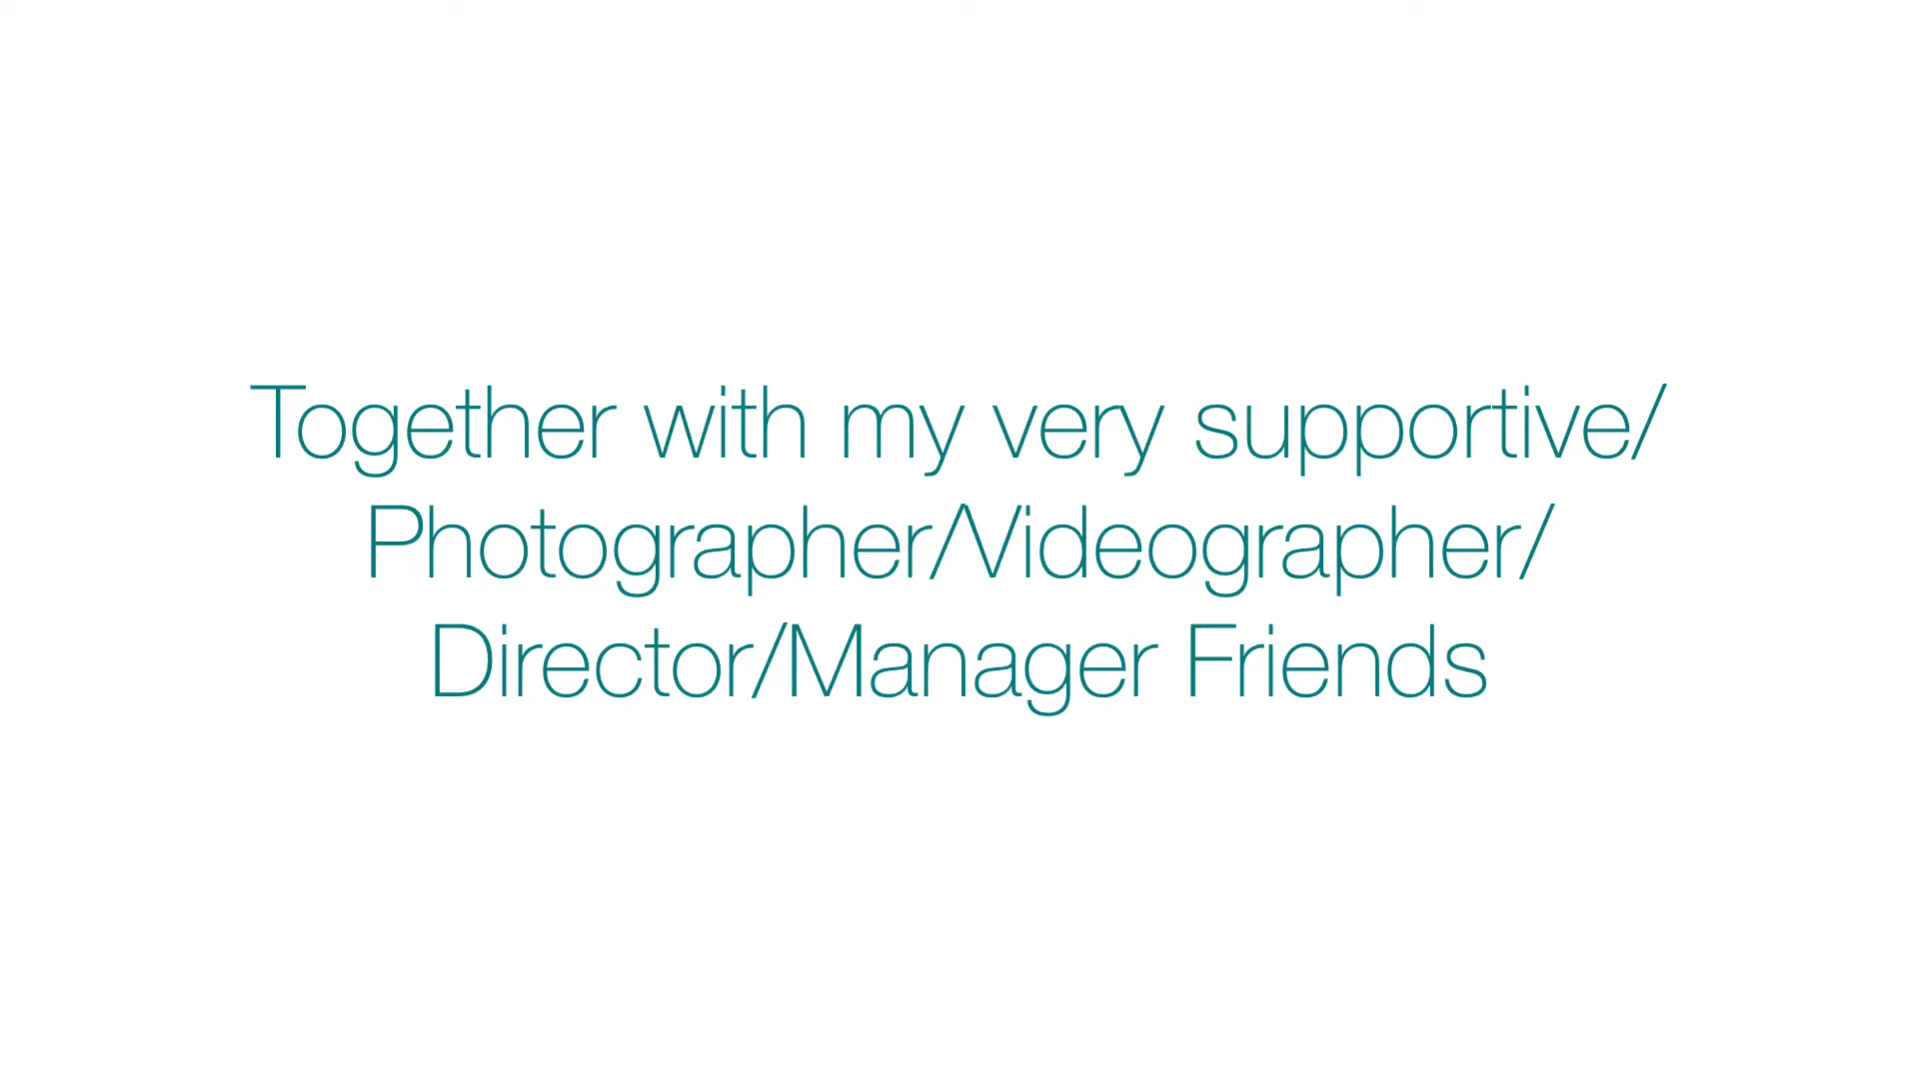 Together with my very supportive/
Photographer/Videographer/
Director/Manager Friends